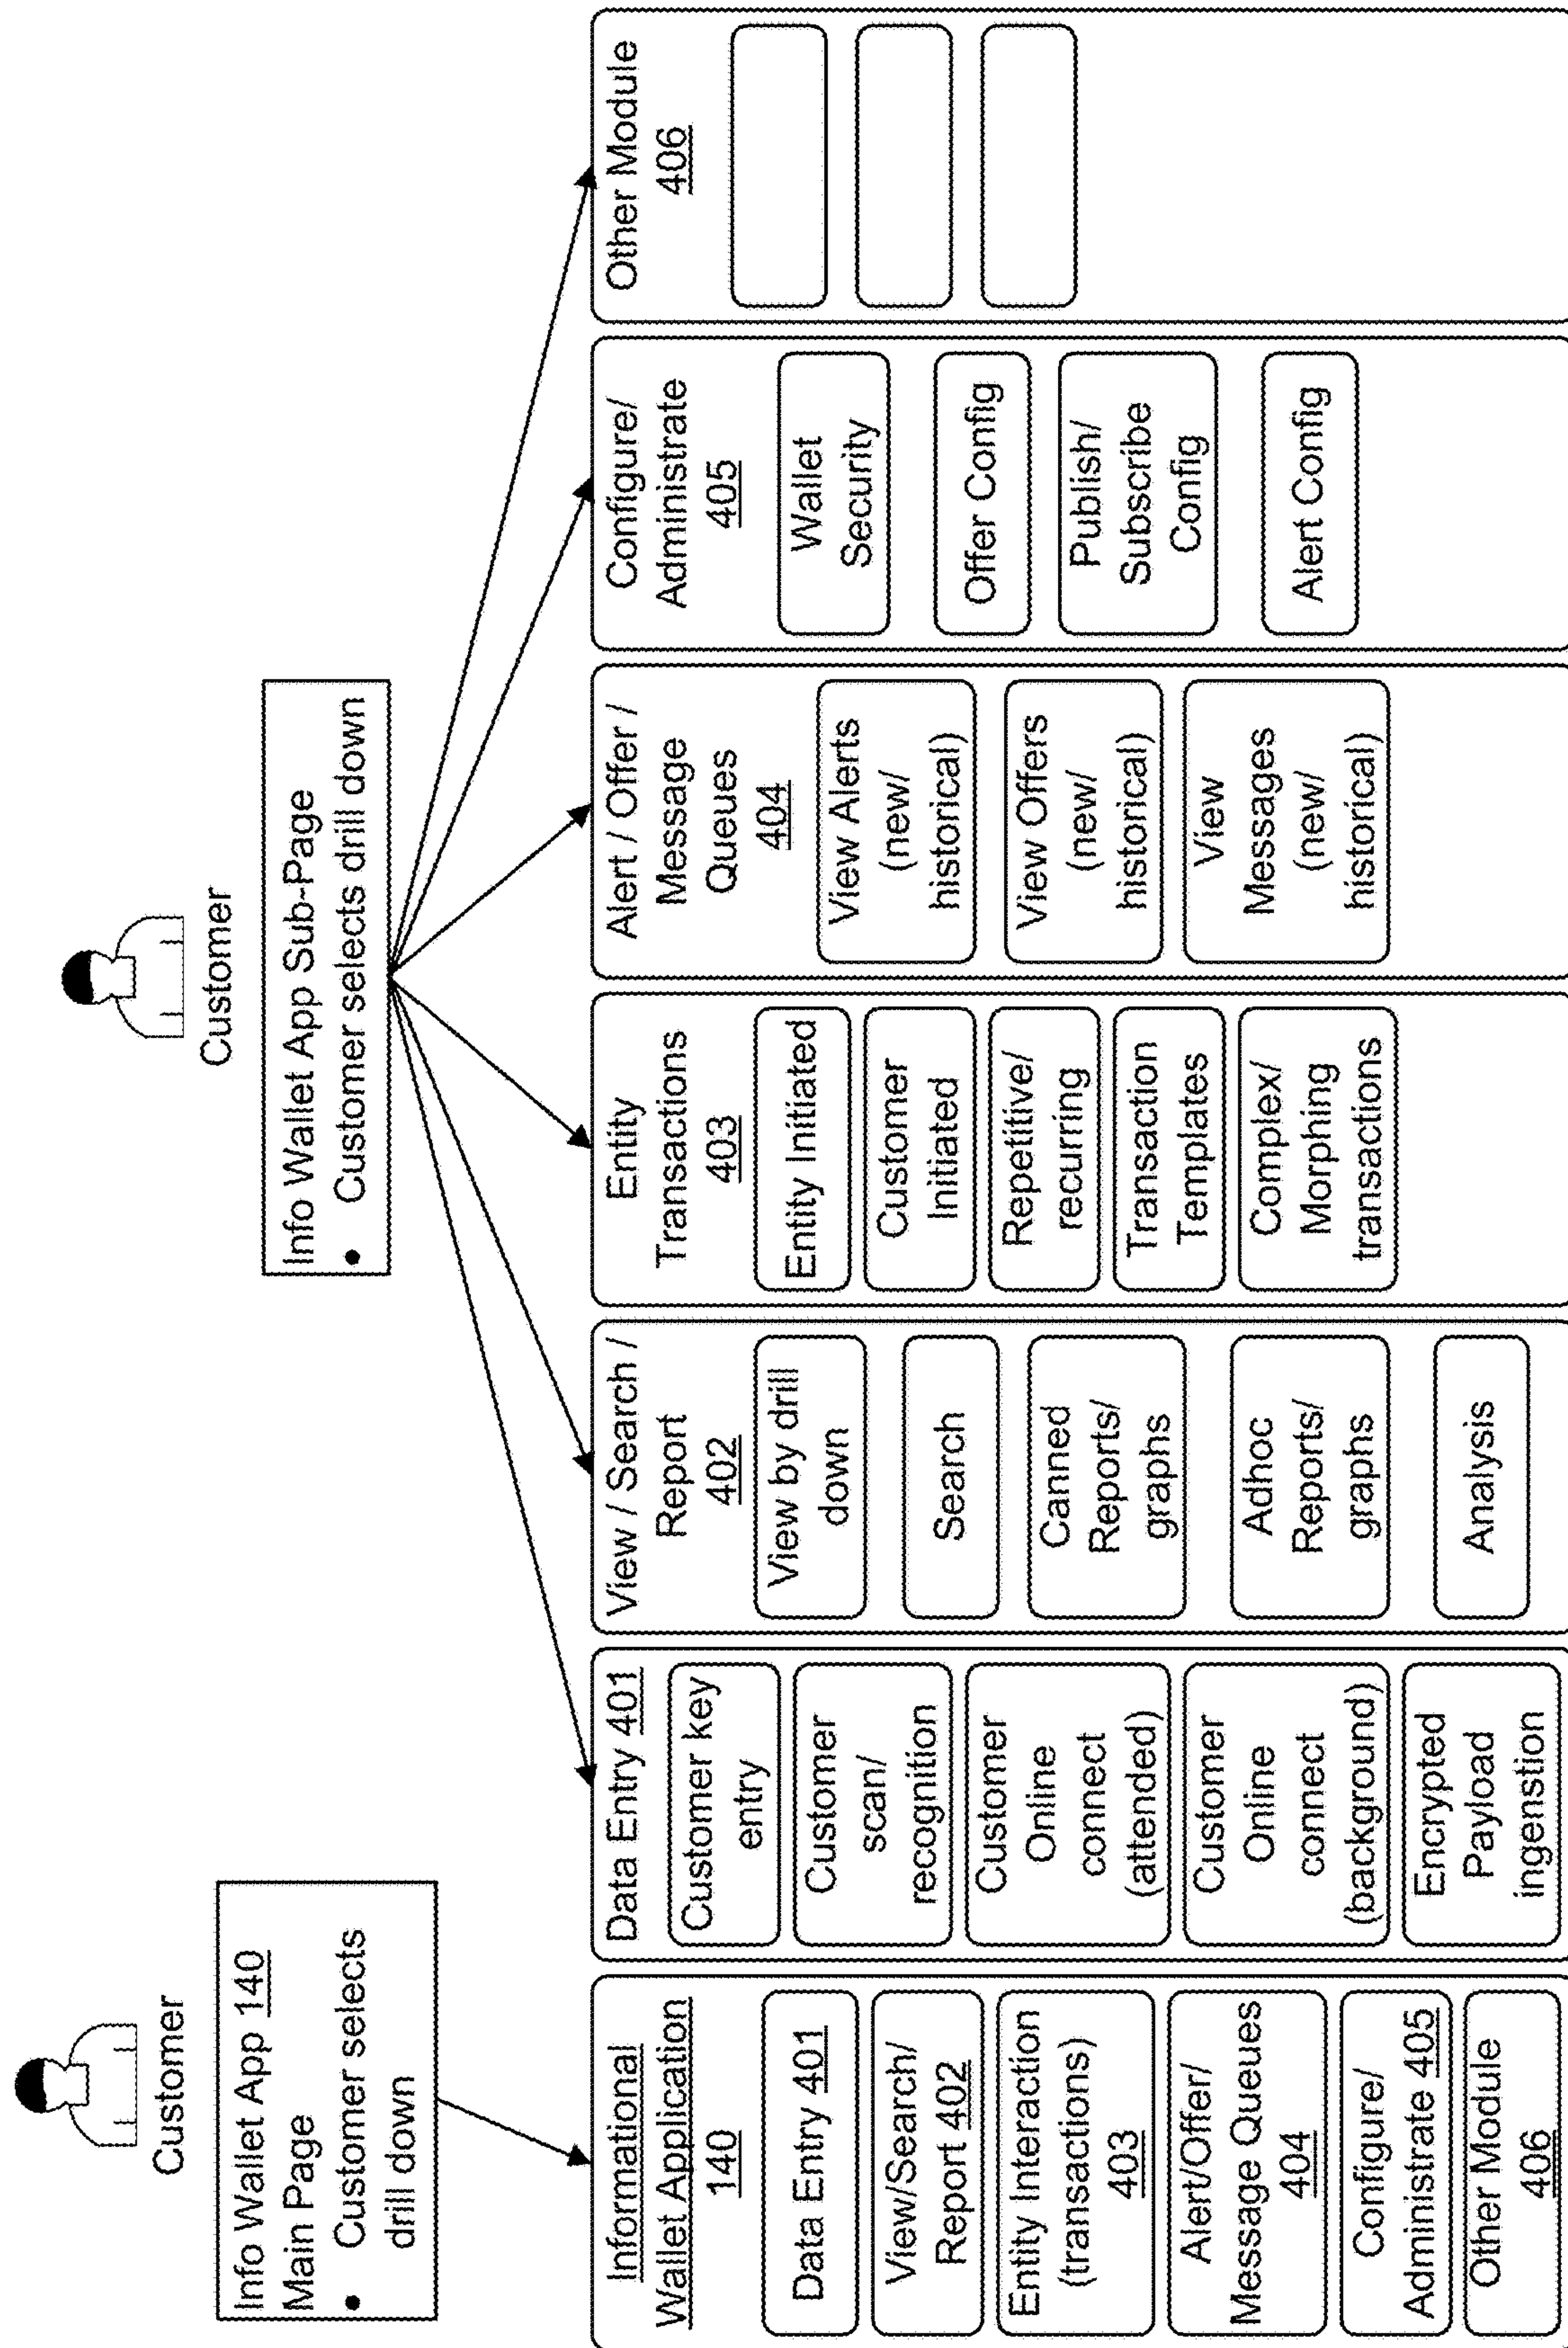 Customer
Info Wallet App 140
Main Page
• Customer selects
drill down
Customer
Info Wallet App Sub-Page
• Customer selects drill down
Informational
Wallet Application
140
Data Entry 401
View/Search/
Report 402
Entity Interaction
(transactions)
403
Alert/Offer/
Message Queues
404
Configure/
Administrate 405
Other Module
406
Data Entry 401
Customer key
entry
Customer
scan/
recognition
Customer
Online
connect
(attended)
Customer
Online
connect
(background)
Encrypted
Payload
ingenstion
View / Search /
Report
402
View by drill
down
Search
Canned
Reports/
graphs
Adhoc
Reports/
graphs
Analysis
Entity
Transactions
403
Entity Initiated
Customer
Initiated
Repetitive/
recurring
Transaction
Templates
Complex/
Morphing
transactions
Alert / Offer /
Message
Queues
404
View Alerts
(new/
historical)
View Offers
(new/
historical)
View
Messages
(new/
historical)
Configure/
Administrate
405
Wallet
Security
Offer Config
Publish/
Subscribe
Config
Alert Config
Other Module
406